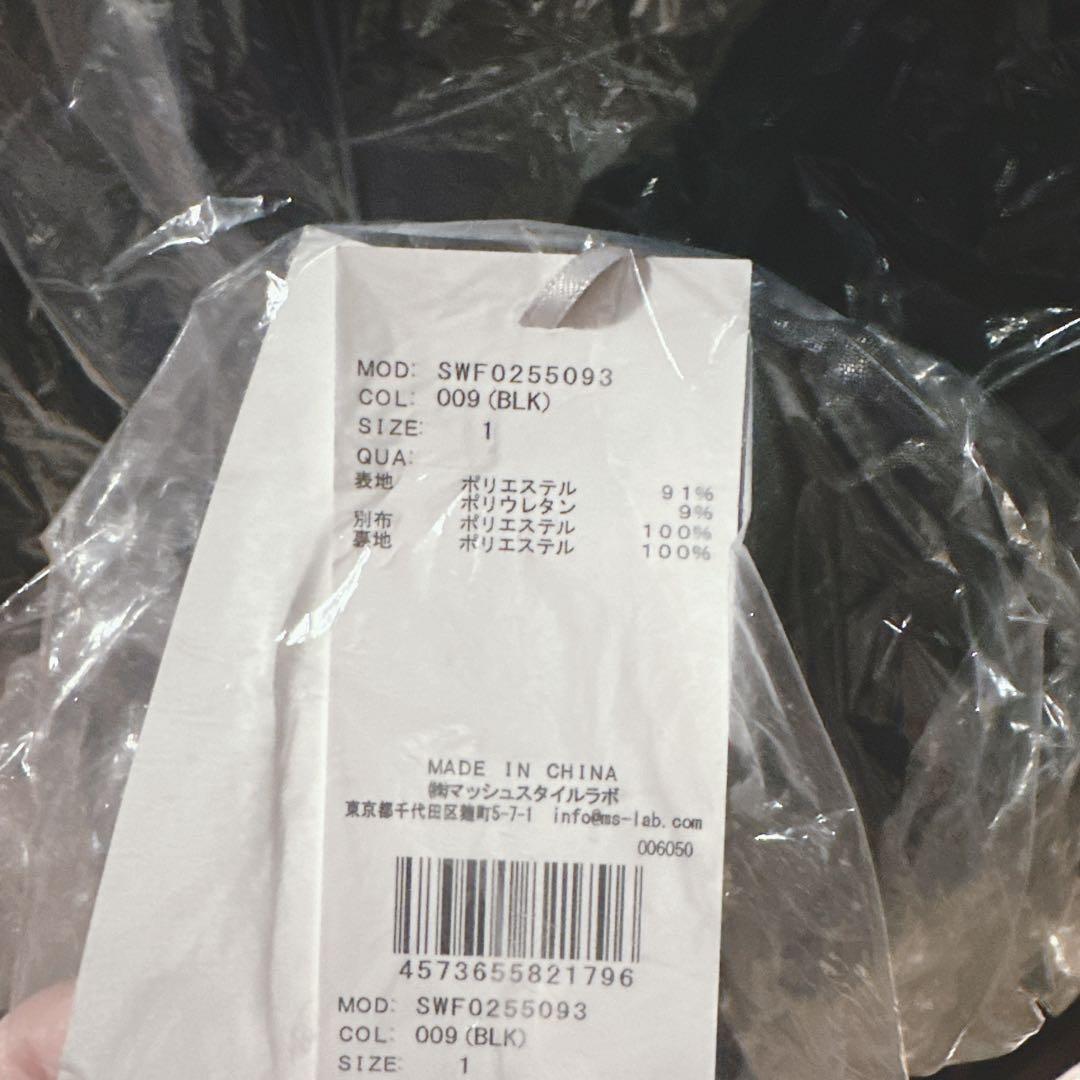 MOD: SWF0255093
COL: 009(BLK)
SIZE: 1
QUA:
表地 ポリエステル 91%
ポリウレタン 9%
別布 ポリエステル 100%
裏地 ポリエステル 100%
MADE IN CHINA
㈱マッシュスタイルラボ
東京都千代田区麹町5-7-1 info@ms-lab.com
006050
4573655821796
MOD: SWF0255093
COL: 009(BLK)
SIZE: 1